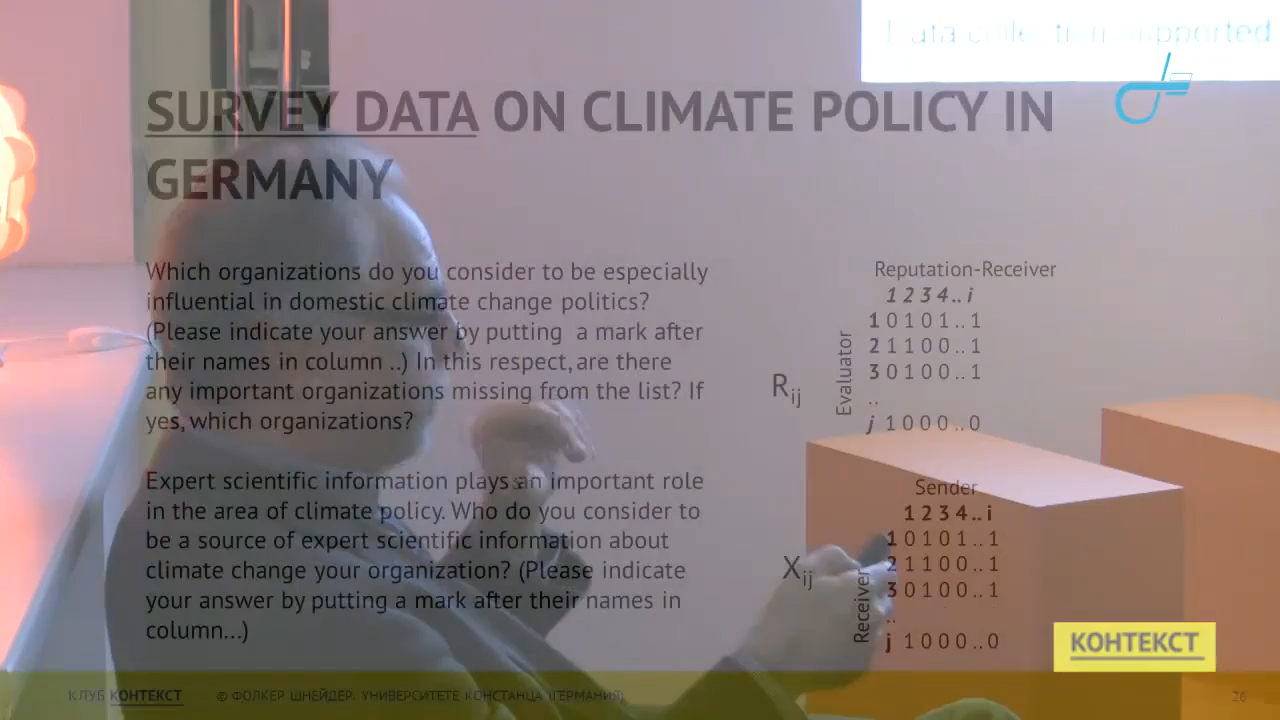 Data collection supported
SURVEY DATA ON CLIMATE POLICY IN
GERMANY
Which organizations do you consider to be especially
influential in domestic climate change politics?
(Please indicate your answer by putting a mark after
their names in column ..) In this respect, are there
any important organizations missing from the list? If
yes, which organizations?
Expert scientific information plays an important role
in the area of climate policy. Who do you consider to
be a source of expert scientific information about
climate change your organization? (Please indicate
your answer by putting a mark after their names in
column...)
Reputation-Receiver
1 2 3 4 .. i
1 0 1 0 1 .. 1
2 1 1 0 0 .. 1
3 0 1 0 0 .. 1
..
j 1 0 0 0 .. 0
Evaluator
Rij
Sender
1 2 3 4 .. i
1 0 1 0 1 .. 1
2 1 1 0 0 .. 1
3 0 1 0 0 .. 1
..
j 1 0 0 0 .. 0
Receiver
Xij
КОНТЕКСТ
КЛУБ КОНТЕКСТ © ФОЛКЕР ШНЕЙДЕР. УНИВЕРСИТЕТЕ КОНСТАНЦА (ГЕРМАНИЯ)
26